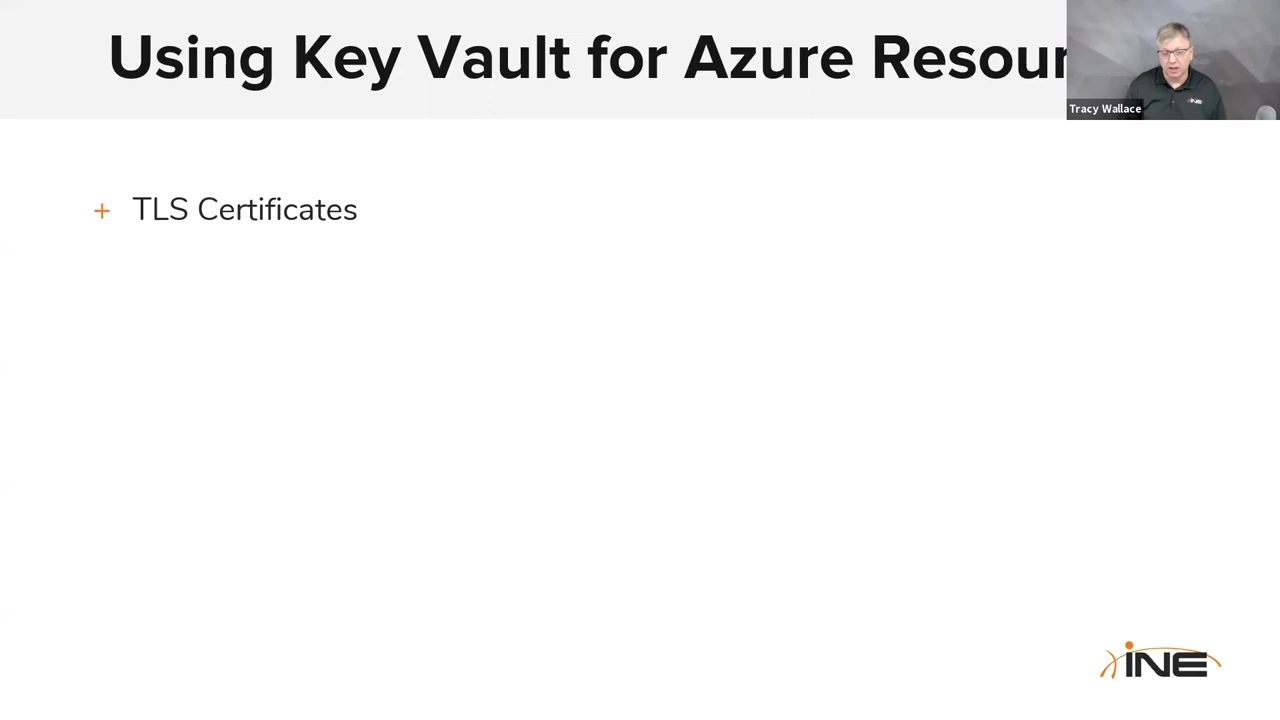 Using Key Vault for Azure Resour
Tracy Wallace
+ TLS Certificates
iNE